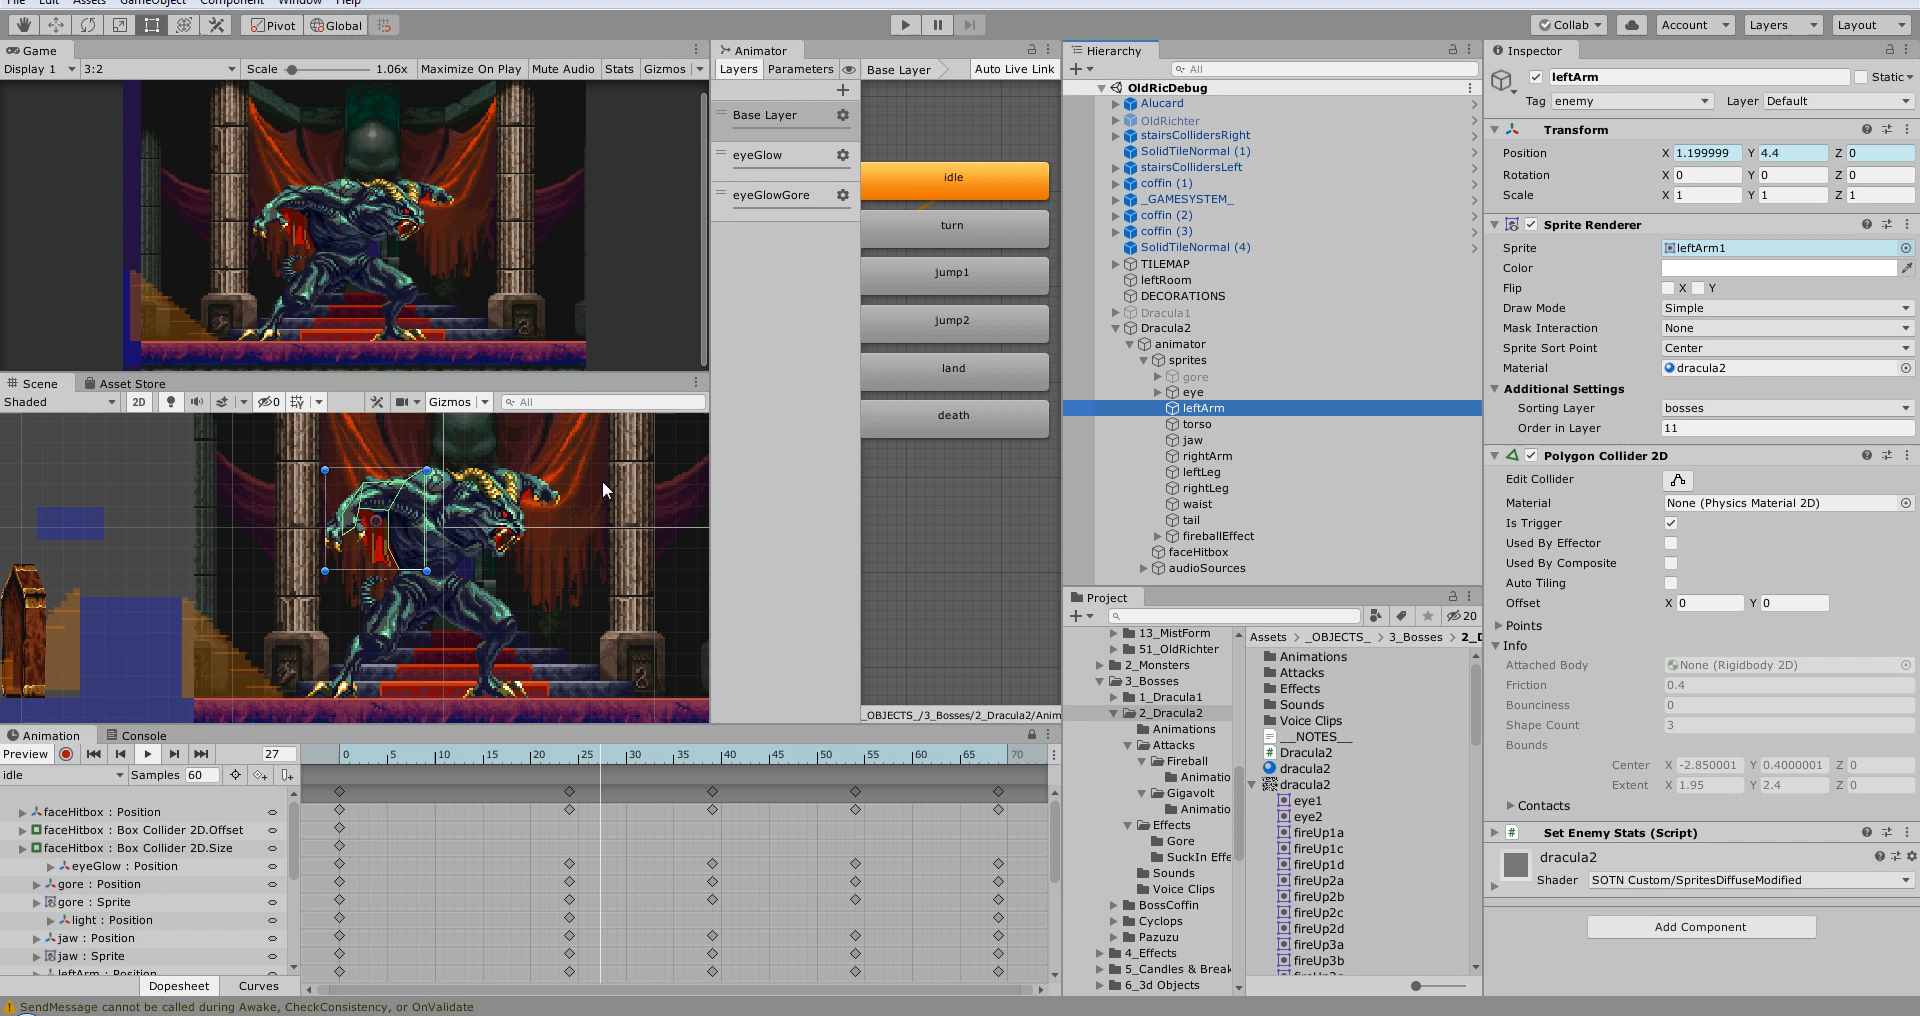 File Edit Assets GameObject Component Window Help
Pivot Global
Collab Account Layers Layout
Game
Display 1 3:2 Scale 1.06x Maximize On Play Mute Audio Stats Gizmos
Scene Asset Store
Shaded 2D 0 Gizmos All
Animator
Layers Parameters Base Layer Auto Live Link
Base Layer
eyeGlow
eyeGlowGore
idle
turn
jump1
jump2
land
death
_OBJECTS_/3_Bosses/2_Dracula2/Anim
Hierarchy
All
OldRicDebug
Alucard
OldRichter
stairsCollidersRight
SolidTileNormal (1)
stairsCollidersLeft
coffin (1)
_GAMESYSTEM_
coffin (2)
coffin (3)
SolidTileNormal (4)
TILEMAP
leftRoom
DECORATIONS
Dracula1
Dracula2
animator
sprites
gore
eye
leftArm
torso
jaw
rightArm
leftLeg
rightLeg
waist
tail
fireballEffect
faceHitbox
audioSources
Project
20
13_MistForm
51_OldRichter
2_Monsters
3_Bosses
1_Dracula1
2_Dracula2
Animations
Attacks
Fireball
Animatio
Gigavolt
Animatio
Effects
Gore
SuckIn Effe
Sounds
Voice Clips
BossCoffin
Cyclops
Pazuzu
4_Effects
5_Candles & Break
6_3d Objects
Assets > _OBJECTS_ > 3_Bosses > 2_D
Animations
Attacks
Effects
Sounds
Voice Clips
__NOTES__
Dracula2
dracula2
dracula2
eye1
eye2
fireUp1a
fireUp1c
fireUp1d
fireUp2a
fireUp2b
fireUp2c
fireUp2d
fireUp3a
fireUp3b
Inspector
leftArm Static
Tag enemy Layer Default
Transform
Position X 1.199999 Y 4.4 Z 0
Rotation X 0 Y 0 Z 0
Scale X 1 Y 1 Z 1
Sprite Renderer
Sprite leftArm1
Color
Flip X Y
Draw Mode Simple
Mask Interaction None
Sprite Sort Point Center
Material dracula2
Additional Settings
Sorting Layer bosses
Order in Layer 11
Polygon Collider 2D
Edit Collider
Material None (Physics Material 2D)
Is Trigger
Used By Effector
Used By Composite
Auto Tiling
Offset X 0 Y 0
Points
Info
Attached Body None (Rigidbody 2D)
Friction 0.4
Bounciness 0
Shape Count 3
Bounds
Center X -2.850001 Y 0.4000001 Z 0
Extent X 1.95 Y 2.4 Z 0
Contacts
# Set Enemy Stats (Script)
dracula2
Shader SOTN Custom/SpritesDiffuseModified
Add Component
Animation Console
Preview 27 0 5 10 15 20 25 30 35 40 45 50 55 60 65 70
idle Samples 60
faceHitbox : Position
faceHitbox : Box Collider 2D.Offset
faceHitbox : Box Collider 2D.Size
eyeGlow : Position
gore : Position
gore : Sprite
light : Position
jaw : Position
jaw : Sprite
leftArm : Position
Dopesheet Curves
SendMessage cannot be called during Awake, CheckConsistency, or OnValidate